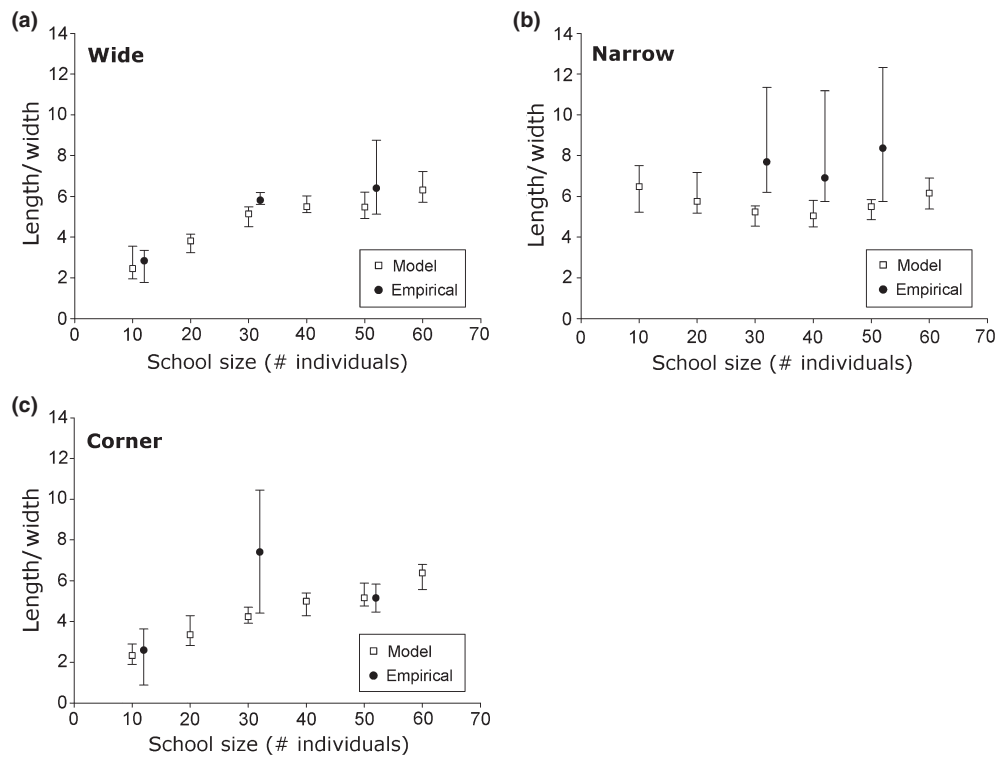 (a)
Wide
14
12
10
8
6
4
2
0
Length/width
Model
Empirical
0 10 20 30 40 50 60 70
School size (# individuals)
(b)
Narrow
14
12
10
8
6
4
2
0
Length/width
Model
Empirical
0 10 20 30 40 50 60 70
School size (# individuals)
(c)
Corner
14
12
10
8
6
4
2
0
Length/width
Model
Empirical
0 10 20 30 40 50 60 70
School size (# individuals)